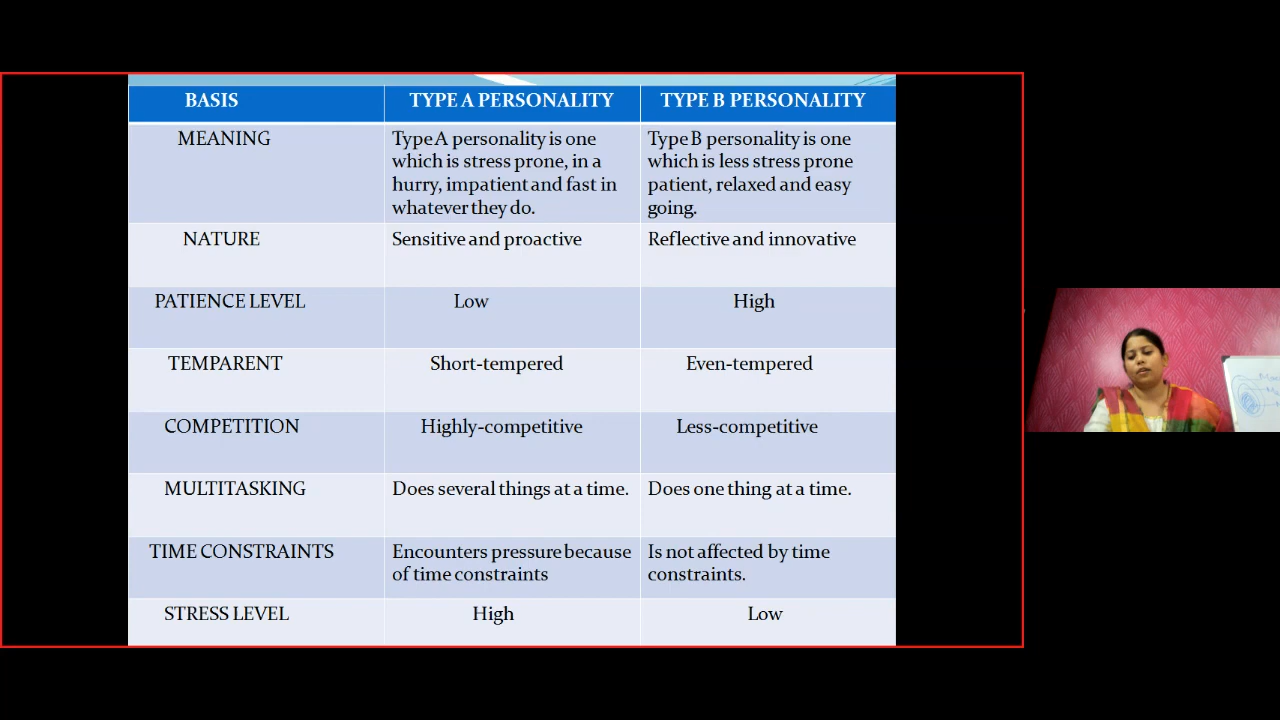 BASIS TYPE A PERSONALITY TYPE B PERSONALITY
MEANING
Type A personality is one
which is stress prone, in a
hurry, impatient and fast in
whatever they do.
Type B personality is one
which is less stress prone
patient, relaxed and easy
going.
NATURE Sensitive and proactive Reflective and innovative
PATIENCE LEVEL Low High
TEMPARENT Short-tempered Even-tempered
COMPETITION Highly-competitive Less-competitive
MULTITASKING Does several things at a time. Does one thing at a time.
TIME CONSTRAINTS
Encounters pressure because
of time constraints
Is not affected by time
constraints.
STRESS LEVEL High Low